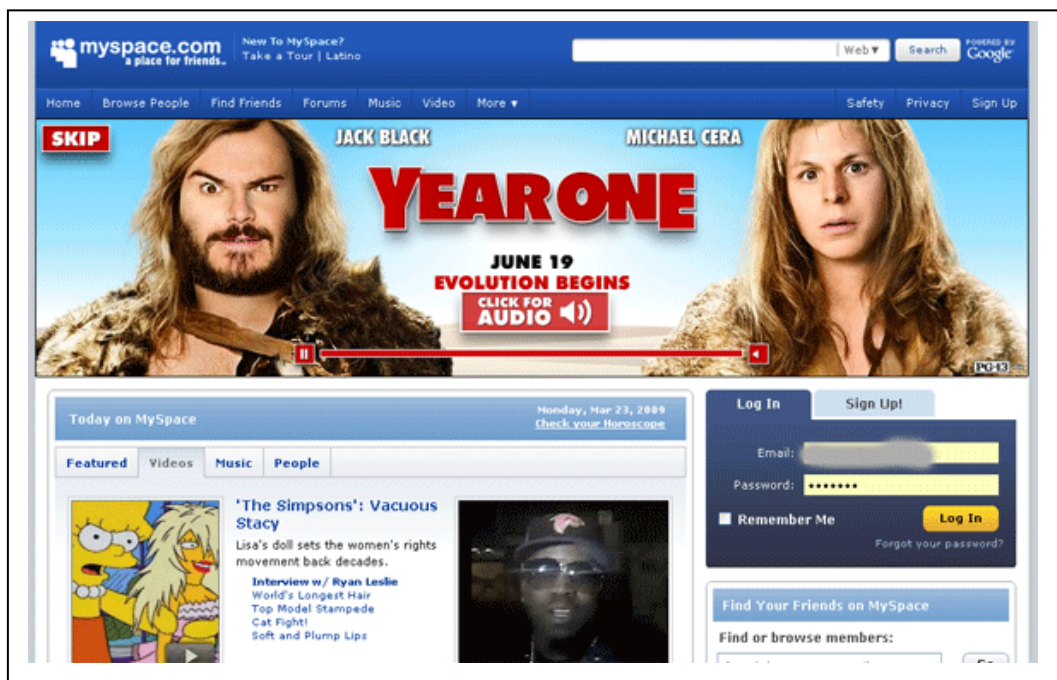 myspace.com
a place for friends.
New To MySpace?
Take a Tour | Latino
Web ▼
Search
POWERED BY
Google
Home Browse People Find Friends Forums Music Video More ▼ Safety Privacy Sign Up
SKIP
JACK BLACK MICHAEL CERA
YEAR ONE
JUNE 19
EVOLUTION BEGINS
CLICK FOR
AUDIO
PG-13
Today on MySpace
Monday, Mar 23, 2009
Check your Horoscope
Featured Videos Music People
'The Simpsons': Vacuous
Stacy
Lisa's doll sets the women's rights
movement back decades.
Interview w/ Ryan Leslie
World's Longest Hair
Top Model Stampede
Cat Fight!
Soft and Plump Lips
Log In Sign Up!
Email:
Password: •••••••
Remember Me
Log In
Forgot your password?
Find Your Friends on MySpace
Find or browse members: